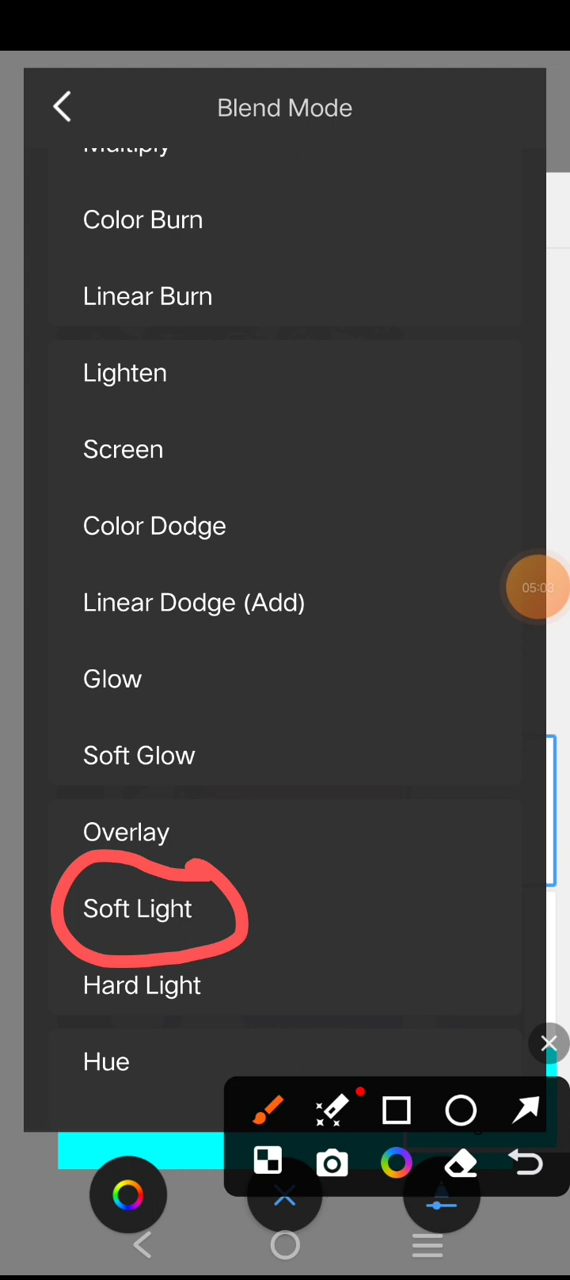 Blend Mode
Multiply
Color Burn
Linear Burn
Lighten
Screen
Color Dodge
Linear Dodge (Add)
05:03
Glow
Soft Glow
Overlay
Soft Light
Hard Light
Hue